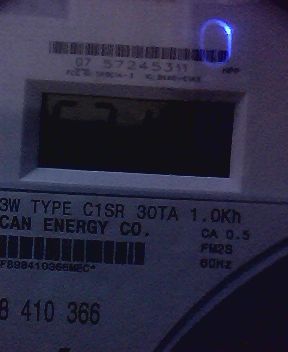 07 57245311
3W TYPE C1SR 30TA 1.0Kh
CAN ENERGY CO.
CA 0.5
FM2S
60Hz
8 410 366